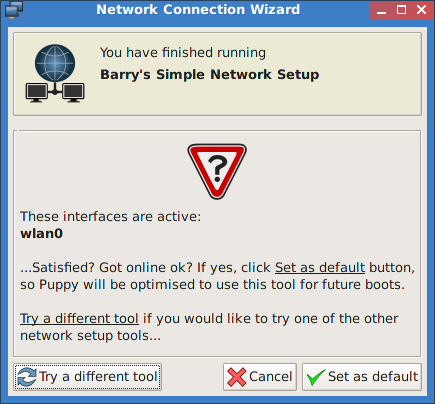 Network Connection Wizard
You have finished running
Barry's Simple Network Setup
?
These interfaces are active:
wlan0
...Satisfied? Got online ok? If yes, click Set as default button,
so Puppy will be optimised to use this tool for future boots.
Try a different tool if you would like to try one of the other
network setup tools...
Try a different tool
Cancel
Set as default